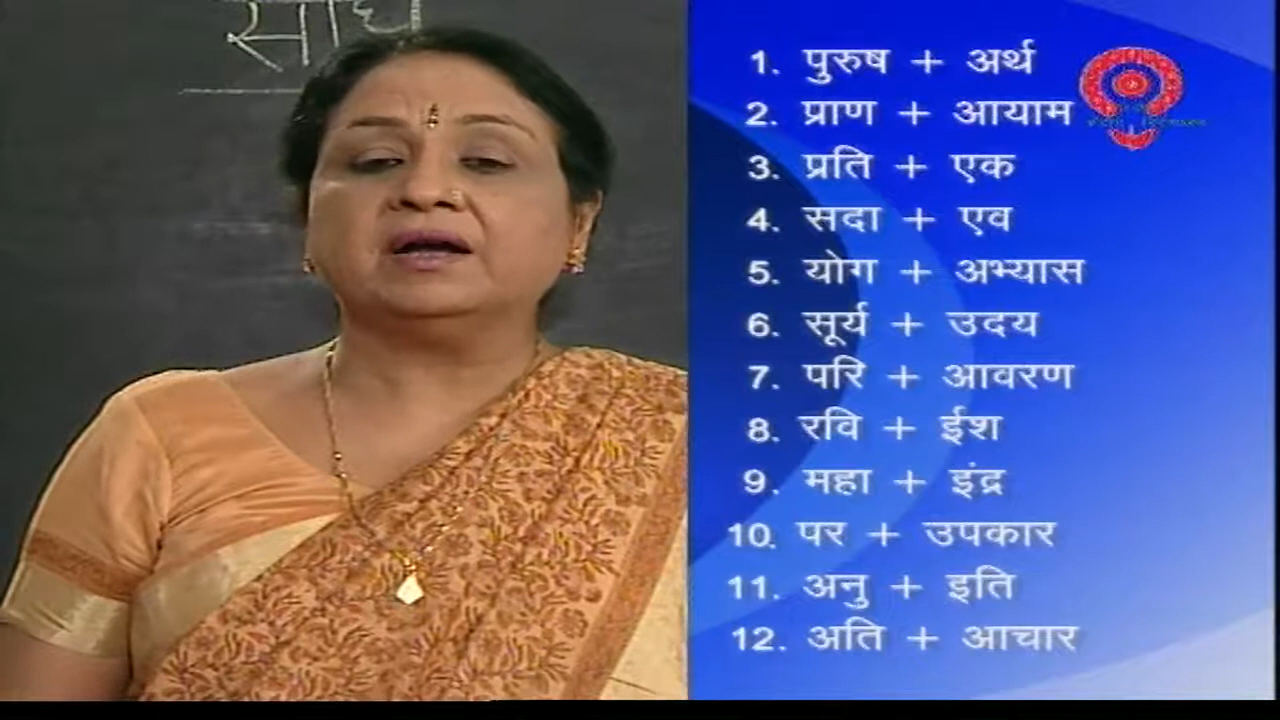 1. पुरुष + अर्थ
2. प्राण + आयाम
3. प्रति + एक
4. सदा + एव
5. योग + अभ्यास
6. सूर्य + उदय
7. परि + आवरण
8. रवि + ईश
9. महा + इंद्र
10. पर + उपकार
11. अनु + इति
12. अति + आचार